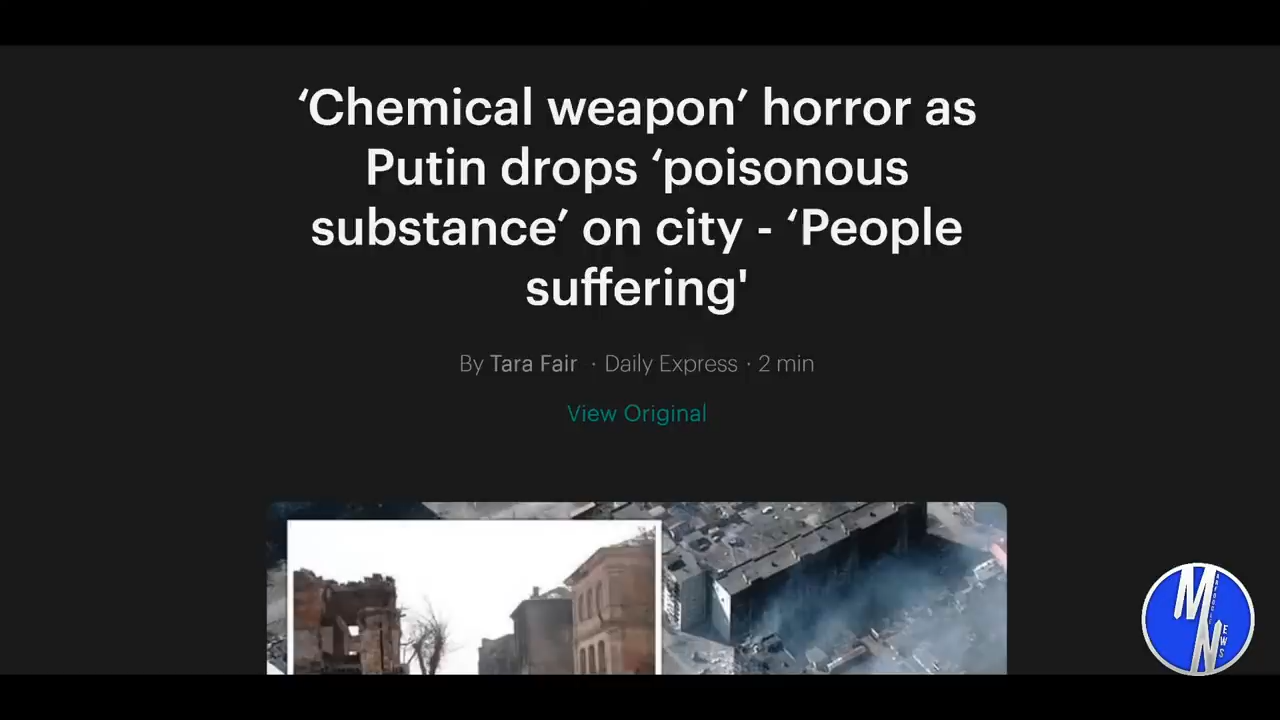 ‘Chemical weapon’ horror as
Putin drops ‘poisonous
substance’ on city - ‘People
suffering'
By Tara Fair · Daily Express · 2 min
View Original
M
N
EWS